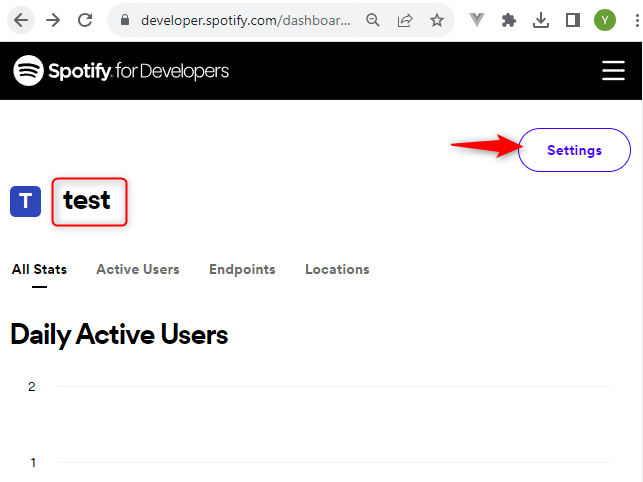 developer.spotify.com/dashboar...
Y
Spotify for Developers
Settings
T test
All Stats Active Users Endpoints Locations
Daily Active Users
2
1